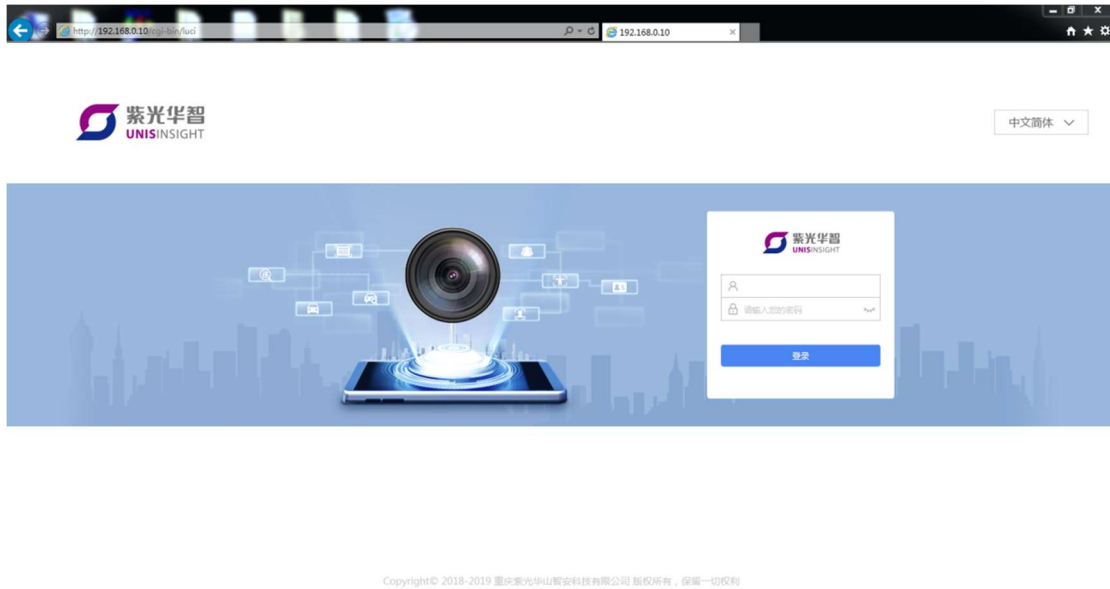 http://192.168.0.10/cgi-bin/luci
192.168.0.10
紫光华智
UNISINSIGHT
中文简体
紫光华智
UNISINSIGHT
请输入您的密码
登录
Copyright© 2018-2019 重庆紫光华山智安科技有限公司 版权所有，保留一切权利